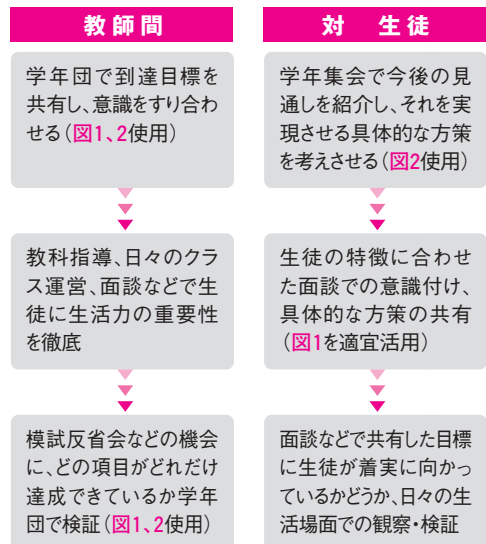 教師間
学年団で到達目標を
共有し、意識をすり合わ
せる（図1、2使用）
教科指導、日々のクラ
ス運営、面談などで生
徒に生活力の重要性
を徹底
模試反省会などの機会
に、どの項目がどれだけ
達成できているか学年
団で検証（図1、2使用）
対　生徒
学年集会で今後の見
通しを紹介し、それを実
現させる具体的な方策
を考えさせる（図2使用）
生徒の特徴に合わせ
た面談での意識付け、
具体的な方策の共有
（図1を適宜活用）
面談などで共有した目標
に生徒が着実に向かっ
ているかどうか、日々の生
活場面での観察・検証